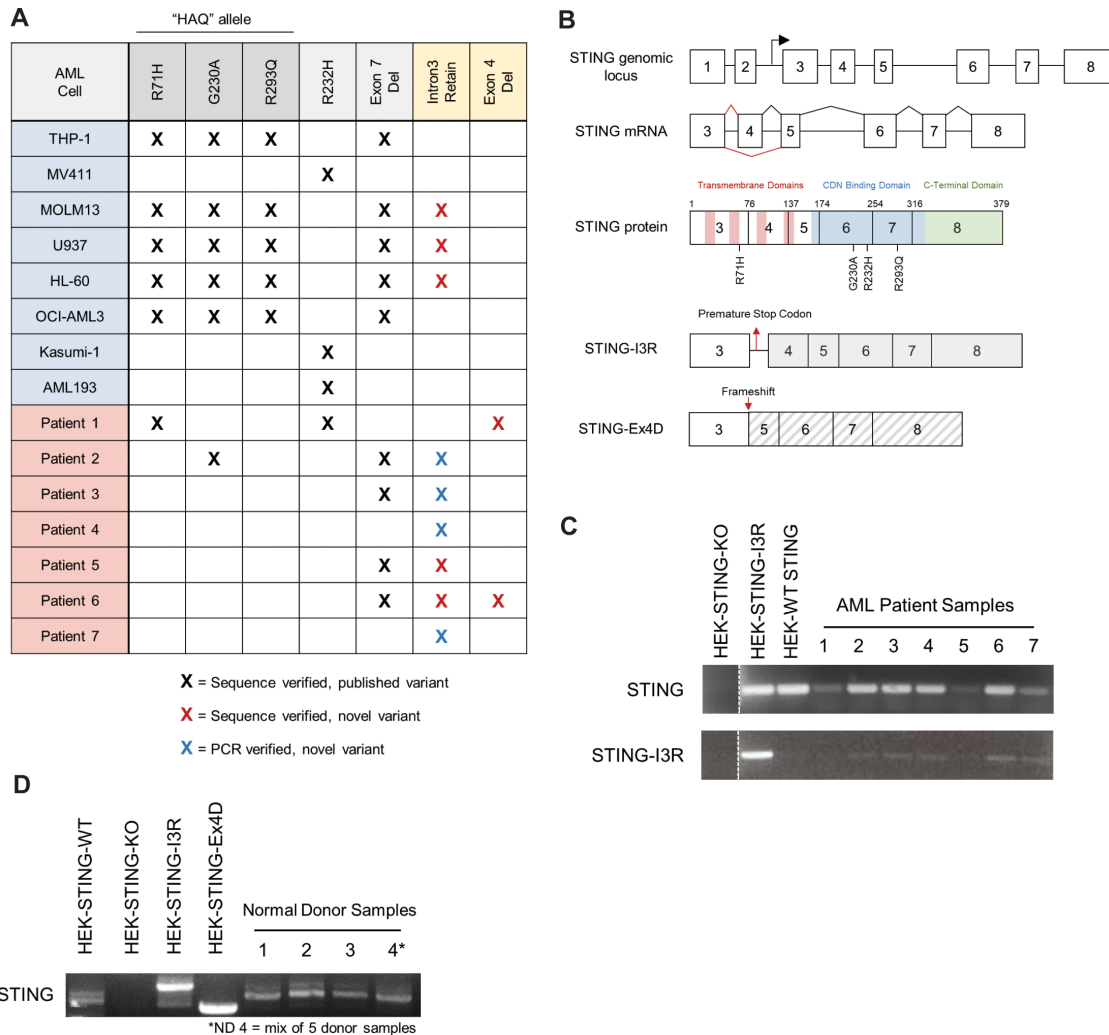 A
"HAQ" allele
AML Cell R71H G230A R293Q R232H Exon 7 Del Intron3 Retain Exon 4 Del
THP-1 X X X X
MV411 X
MOLM13 X X X X X
U937 X X X X X
HL-60 X X X X X
OCI-AML3 X X X X
Kasumi-1 X
AML193 X
Patient 1 X X X
Patient 2 X X X
Patient 3 X X
Patient 4 X
Patient 5 X X
Patient 6 X X X
Patient 7 X
X = Sequence verified, published variant
X = Sequence verified, novel variant
X = PCR verified, novel variant
B
STING genomic locus 1 2 3 4 5 6 7 8
STING mRNA 3 4 5 6 7 8
Transmembrane Domains CDN Binding Domain C-Terminal Domain
1 76 137 174 254 316 379
STING protein 3 4 5 6 7 8
R71H G230A R232H R293Q
Premature Stop Codon
STING-I3R 3 4 5 6 7 8
Frameshift
STING-Ex4D 3 5 6 7 8
C
HEK-STING-KO HEK-STING-I3R HEK-WT STING
AML Patient Samples
1 2 3 4 5 6 7
STING
STING-I3R
D
HEK-STING-WT HEK-STING-KO HEK-STING-I3R HEK-STING-Ex4D
Normal Donor Samples
1 2 3 4*
STING
*ND 4 = mix of 5 donor samples